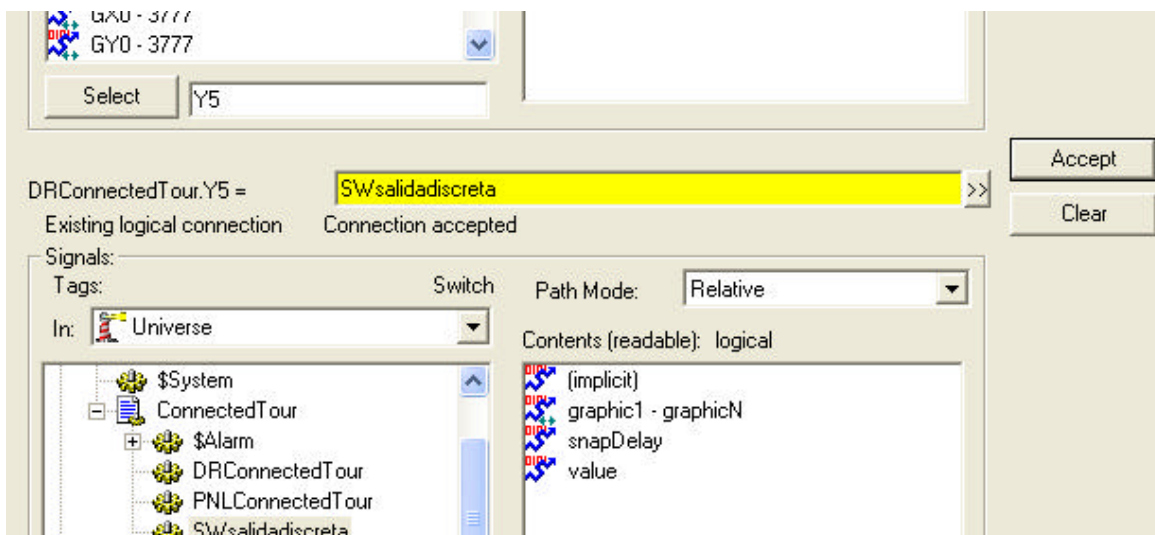 GX0 - 3777
GY0 - 3777
Select
Y5
Accept
DRConnectedTour.Y5 =
SWsalidadiscreta
>>
Clear
Existing logical connection
Connection accepted
Signals:
Tags:
Switch
Path Mode:
Relative
In:
Universe
Contents (readable):
logical
$System
(implicit)
ConnectedTour
graphic1 - graphicN
$Alarm
snapDelay
DRConnectedTour
value
PNLConnectedTour
SWsalidadiscreta